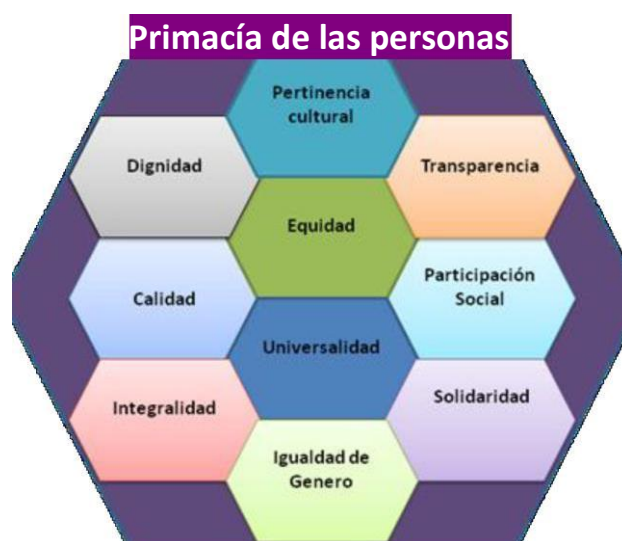 Primacía de las personas
Pertinencia
cultural
Dignidad
Transparencia
Equidad
Calidad
Participación
Social
Universalidad
Integralidad
Solidaridad
Igualdad de
Genero